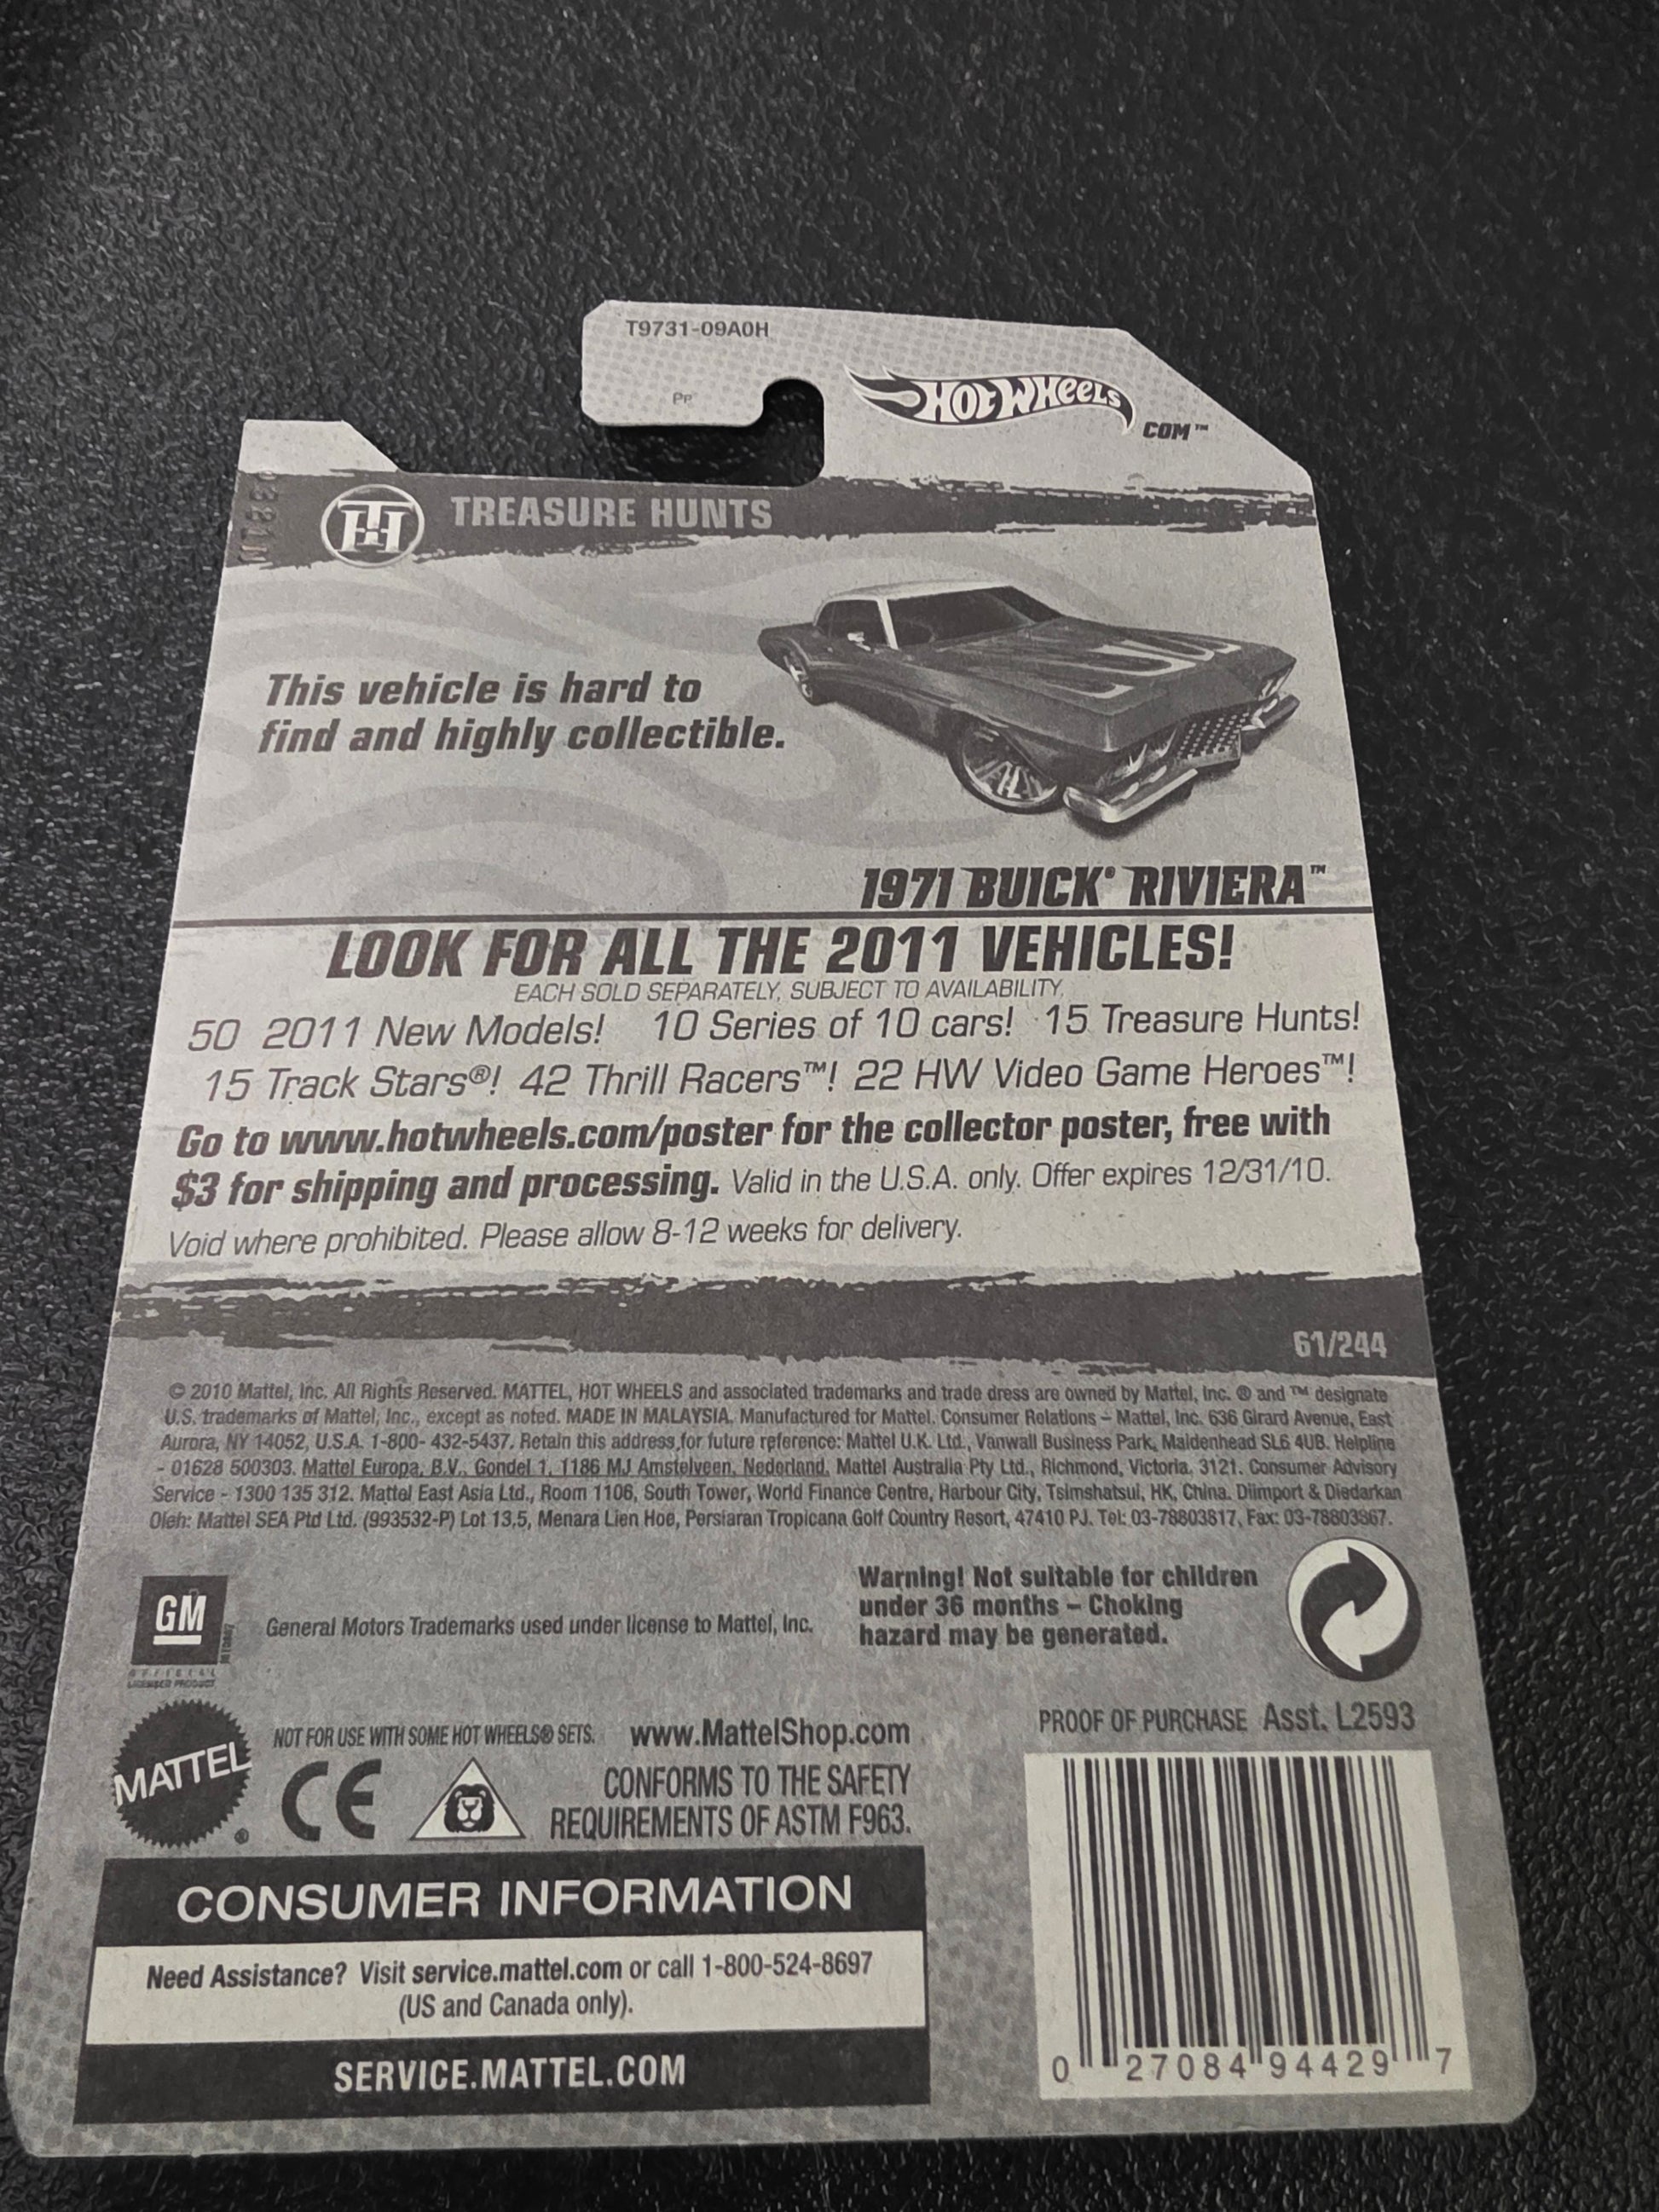 T9731-09A0H
Pp
HOT WHEELS
.COM™
TH TREASURE HUNTS
This vehicle is hard to
find and highly collectible.
1971 BUICK® RIVIERA™
LOOK FOR ALL THE 2011 VEHICLES!
EACH SOLD SEPARATELY, SUBJECT TO AVAILABILITY.
50 2011 New Models! 10 Series of 10 cars! 15 Treasure Hunts!
15 Track Stars®! 42 Thrill Racers™! 22 HW Video Game Heroes™!
Go to www.hotwheels.com/poster for the collector poster, free with
$3 for shipping and processing. Valid in the U.S.A. only. Offer expires 12/31/10.
Void where prohibited. Please allow 8-12 weeks for delivery.
61/244
© 2010 Mattel, Inc. All Rights Reserved. MATTEL, HOT WHEELS and associated trademarks and trade dress are owned by Mattel, Inc. ® and ™ designate
U.S. trademarks of Mattel, Inc., except as noted. MADE IN MALAYSIA. Manufactured for Mattel. Consumer Relations – Mattel, Inc. 636 Girard Avenue, East
Aurora, NY 14052, U.S.A. 1-800- 432-5437. Retain this address for future reference: Mattel U.K. Ltd., Vanwall Business Park, Maidenhead SL6 4UB. Helpline
- 01628 500303. Mattel Europa, B.V., Gondel 1, 1186 MJ Amstelveen, Nederland. Mattel Australia Pty Ltd., Richmond, Victoria, 3121. Consumer Advisory
Service - 1300 135 312. Mattel East Asia Ltd., Room 1106, South Tower, World Finance Centre, Harbour City, Tsimshatsui, HK, China. Diimport & Diedarkan
Oleh: Mattel SEA Ptd Ltd. (993532-P) Lot 13.5, Menara Lien Hoe, Persiaran Tropicana Golf Country Resort, 47410 PJ. Tel: 03-78803817, Fax: 03-78803867.
GM
OFFICIAL
LICENSED PRODUCT
General Motors Trademarks used under license to Mattel, Inc.
Warning! Not suitable for children
under 36 months – Choking
hazard may be generated.
MATTEL®
NOT FOR USE WITH SOME HOT WHEELS® SETS. www.MattelShop.com
CE
CONFORMS TO THE SAFETY
REQUIREMENTS OF ASTM F963.
PROOF OF PURCHASE Asst. L2593
CONSUMER INFORMATION
Need Assistance? Visit service.mattel.com or call 1-800-524-8697
(US and Canada only).
SERVICE.MATTEL.COM
0 27084 94429 7